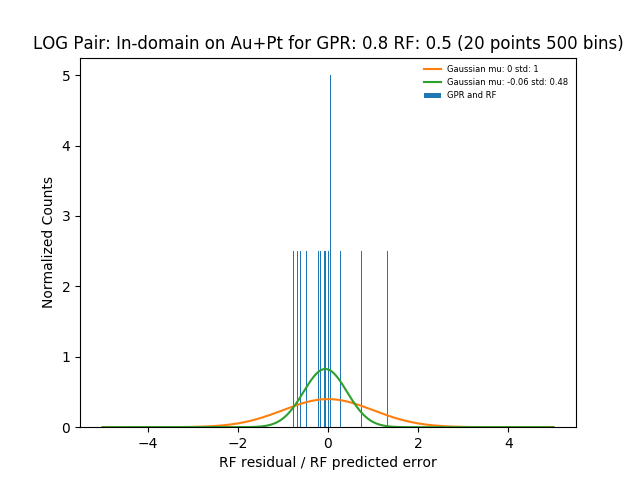 LOG Pair: In-domain on Au+Pt for GPR: 0.8 RF: 0.5 (20 points 500 bins)
Gaussian mu: 0 std: 1
Gaussian mu: -0.06 std: 0.48
GPR and RF
Normalized Counts
5
4
3
2
1
0
−4
−2
0
2
4
RF residual / RF predicted error